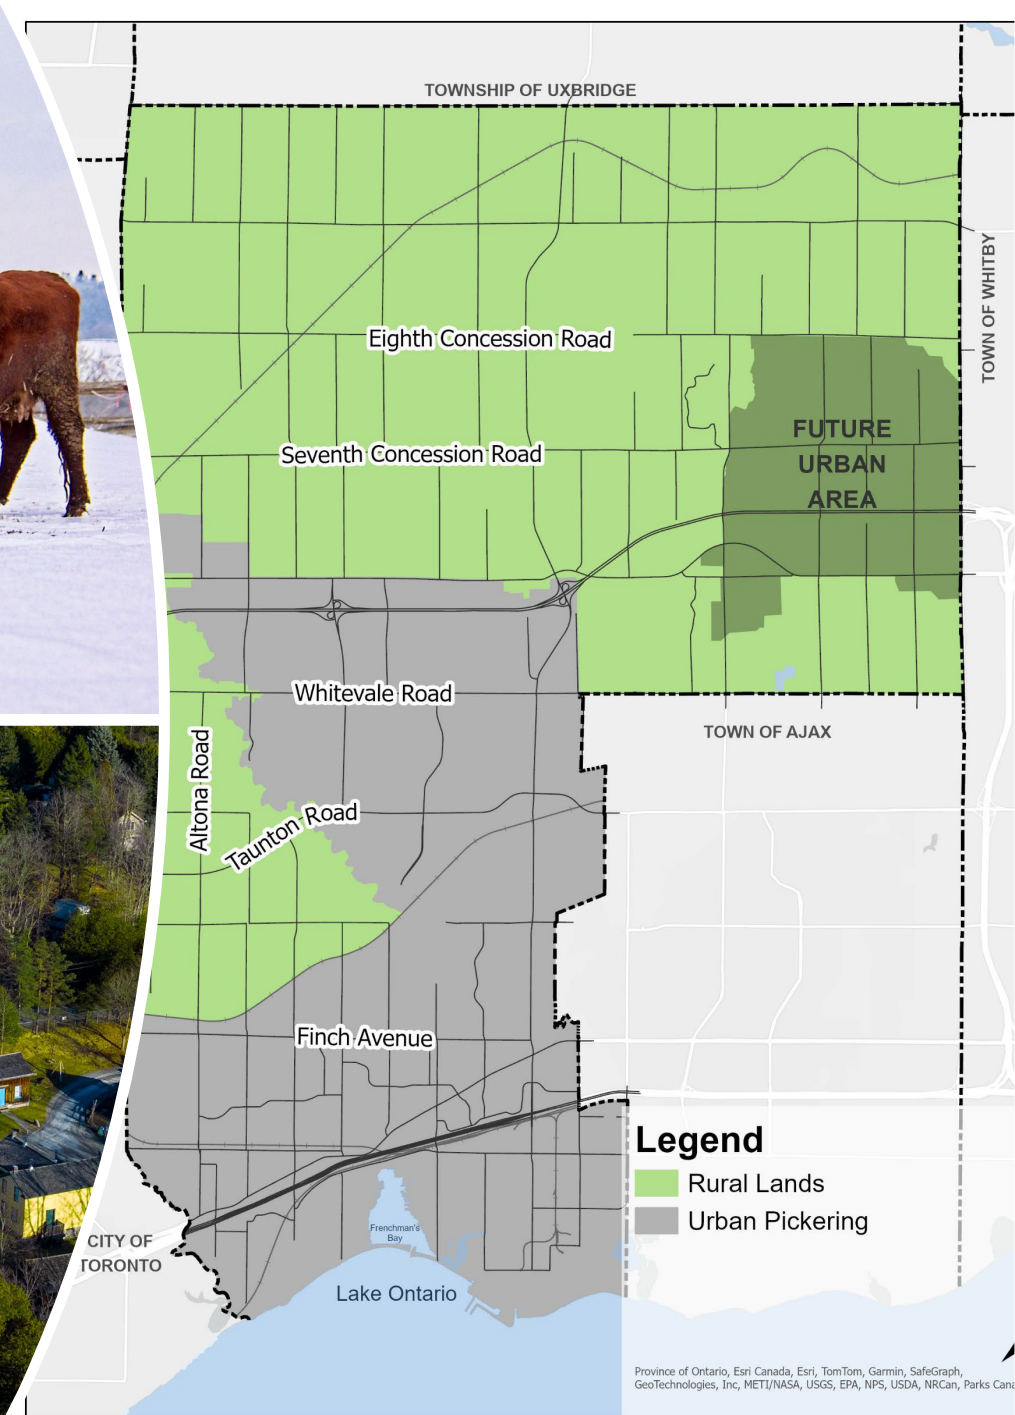 TOWNSHIP OF UXBRIDGE
TOWN OF WHITBY
Eighth Concession Road
Seventh Concession Road
FUTURE
URBAN
AREA
Whitevale Road
TOWN OF AJAX
Altona Road
Taunton Road
Finch Avenue
Legend
Rural Lands
Urban Pickering
Frenchman's
Bay
CITY OF
TORONTO
Lake Ontario
Province of Ontario, Esri Canada, Esri, TomTom, Garmin, SafeGraph,
GeoTechnologies, Inc, METI/NASA, USGS, EPA, NPS, USDA, NRCan, Parks Cana